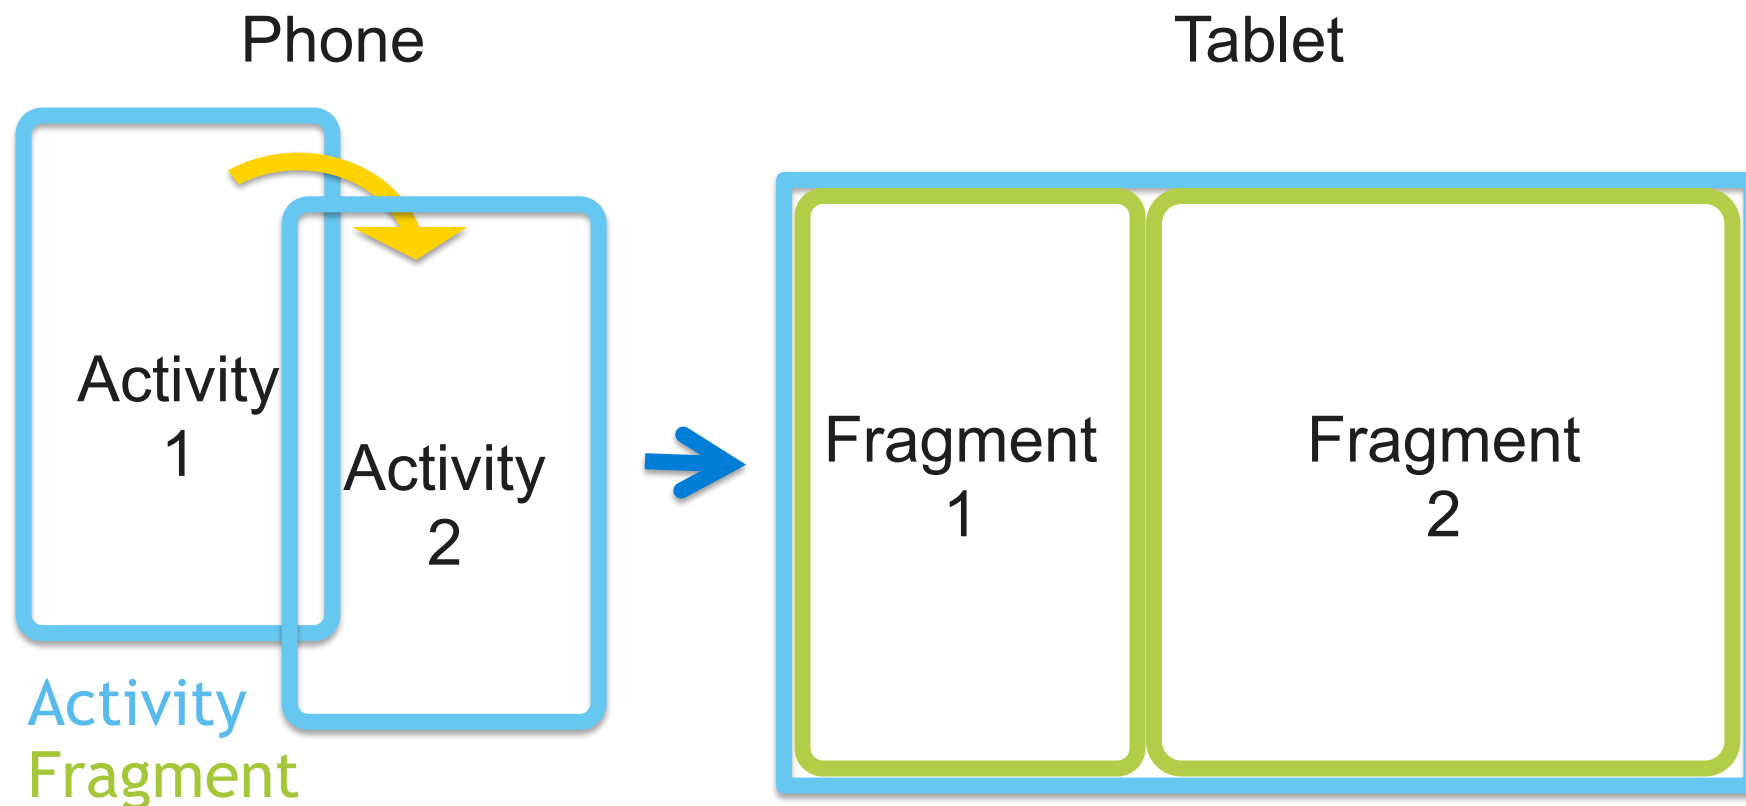 Phone
Tablet
Activity
1
Activity
2
Fragment
1
Fragment
2
Activity
Fragment